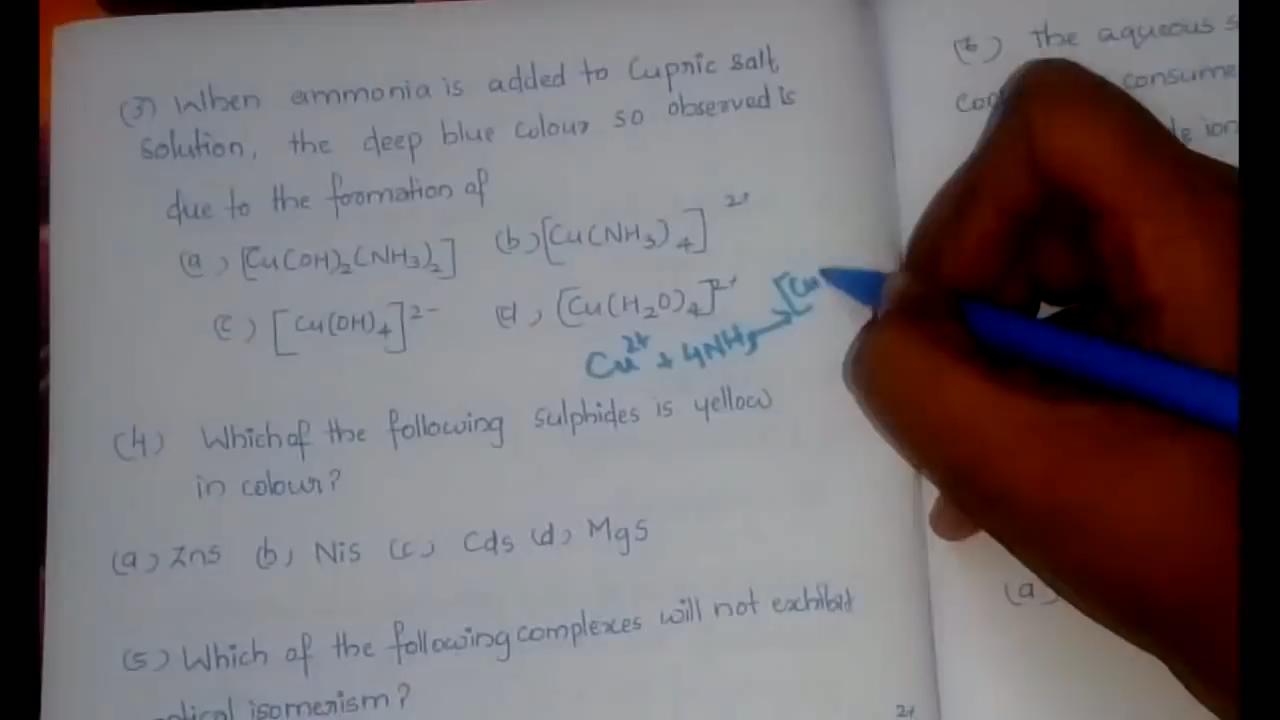 (3) When ammonia is added to Cupric salt
solution, the deep blue colour so observed is
due to the formation of
(a) [Cu(OH)2(NH3)2] (b) [Cu(NH3)4]2+
(c) [Cu(OH)4]2- (d) [Cu(H2O)4]2+
Cu2+ + 4NH3 → [Cu
(4) Which of the following sulphides is yellow
in colour?
(a) Zns (b) Nis (c) Cds (d) Mgs
(5) Which of the following complexes will not exhibit
isomerism?
(6) The aqueous s
consume
ion
(a)
2+